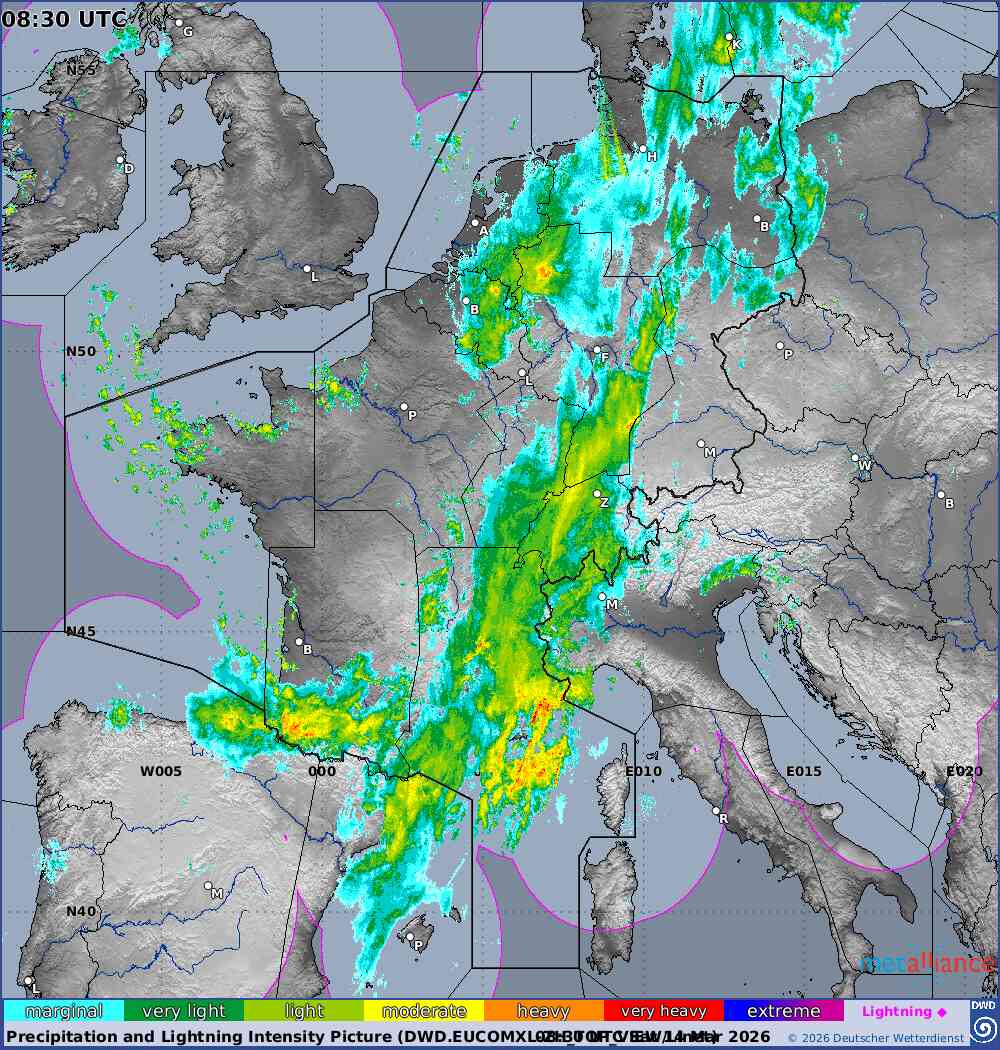 08:30 UTC
G
K
N55
H
D
A
B
L
B
N50
P
F
L
P
M
W
Z
B
M
N45
B
W005
000
E010
E015
E020
R
M
N40
P
L
metalliance
marginal very light light moderate heavy very heavy extreme Lightning ◆
DWD
Precipitation and Lightning Intensity Picture (DWD.EUCOMXL
14 Mar 2026
© 2026 Deutscher Wetterdienst